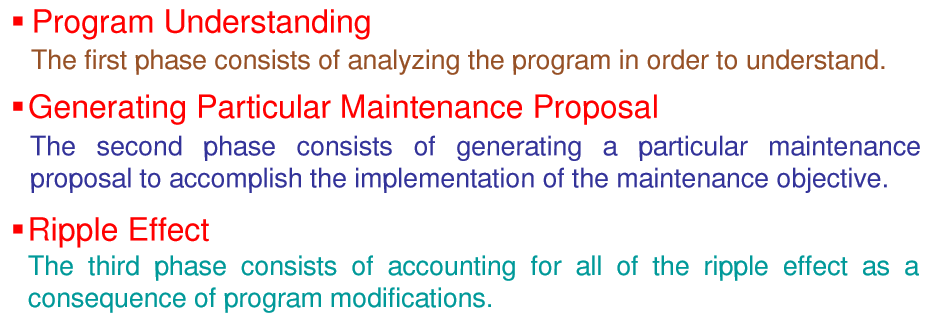 ▪ Program Understanding
The first phase consists of analyzing the program in order to understand.
▪ Generating Particular Maintenance Proposal
The second phase consists of generating a particular maintenance
proposal to accomplish the implementation of the maintenance objective.
▪ Ripple Effect
The third phase consists of accounting for all of the ripple effect as a
consequence of program modifications.